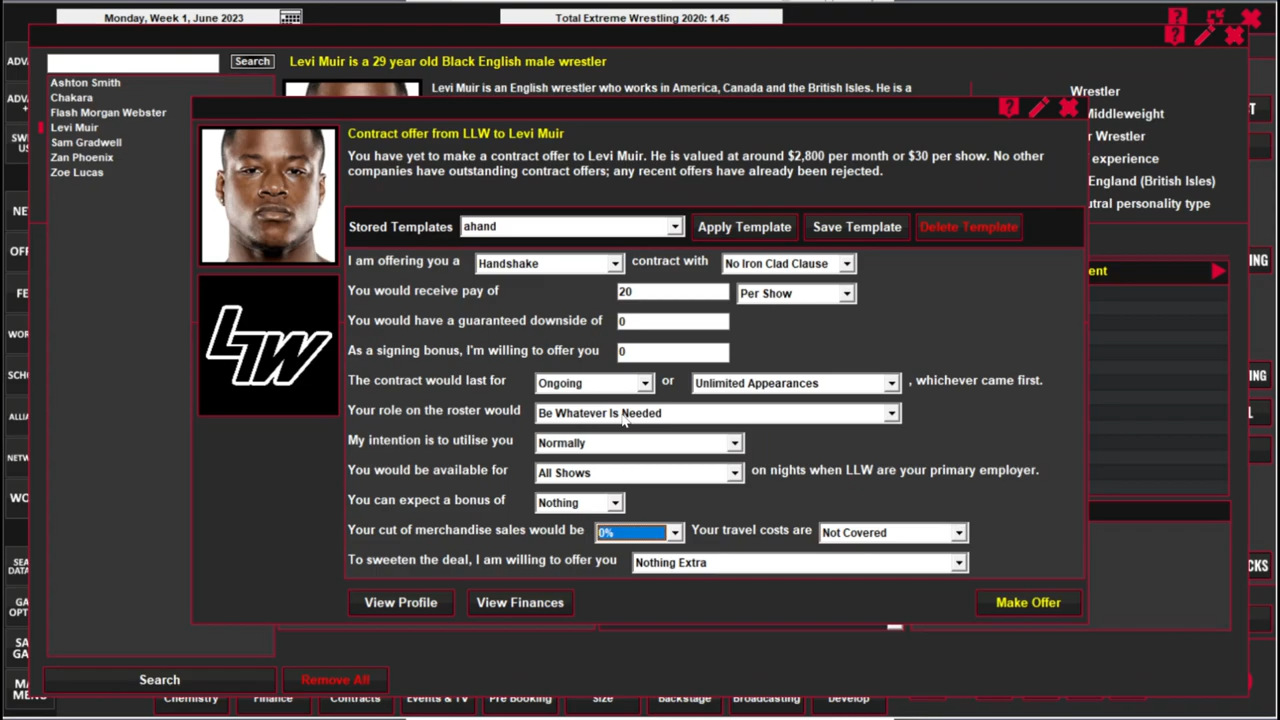 Monday, Week 1, June 2023
Total Extreme Wrestling 2020: 1.45
Search
Levi Muir is a 29 year old Black English male wrestler
Ashton Smith
Chakara
Flash Morgan Webster
Levi Muir
Sam Gradwell
Zan Phoenix
Zoe Lucas
Levi Muir is an English wrestler who works in America, Canada and the British Isles. He is a
Wrestler
Middleweight
Wrestler
experience
England (British Isles)
personality type
Contract offer from LLW to Levi Muir
You have yet to make a contract offer to Levi Muir. He is valued at around $2,800 per month or $30 per show. No other
companies have outstanding contract offers; any recent offers have already been rejected.
Stored Templates ahand Apply Template Save Template Delete Template
I am offering you a Handshake contract with No Iron Clad Clause
You would receive pay of 20 Per Show
You would have a guaranteed downside of 0
As a signing bonus, I'm willing to offer you 0
The contract would last for Ongoing or Unlimited Appearances , whichever came first.
Your role on the roster would Be Whatever Is Needed
My intention is to utilise you Normally
You would be available for All Shows on nights when LLW are your primary employer.
You can expect a bonus of Nothing
Your cut of merchandise sales would be 0% Your travel costs are Not Covered
To sweeten the deal, I am willing to offer you Nothing Extra
View Profile View Finances Make Offer
Search Remove All
Chemistry Finance Contracts Events & TV Pre Booking Size Backstage Broadcasting Develop